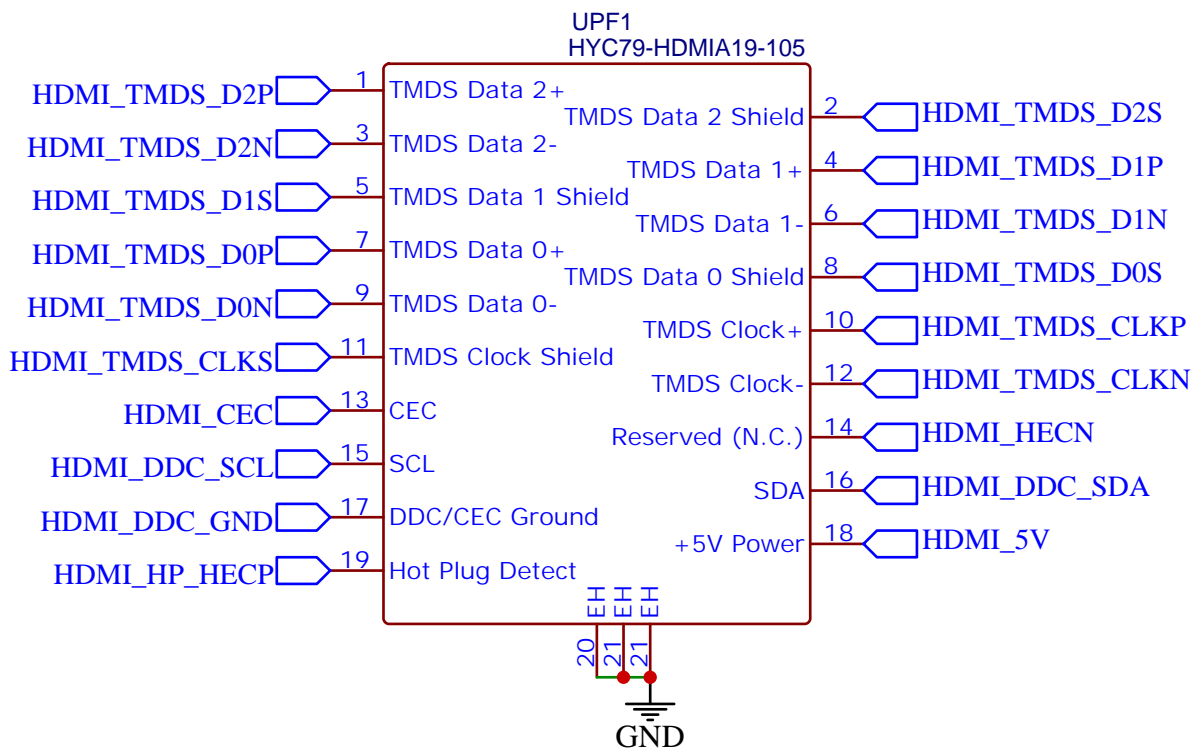 UPF1
HYC79-HDMIA19-105
HDMI_TMDS_D2P 1 TMDS Data 2+
TMDS Data 2 Shield 2 HDMI_TMDS_D2S
HDMI_TMDS_D2N 3 TMDS Data 2-
TMDS Data 1+ 4 HDMI_TMDS_D1P
HDMI_TMDS_D1S 5 TMDS Data 1 Shield
TMDS Data 1- 6 HDMI_TMDS_D1N
HDMI_TMDS_D0P 7 TMDS Data 0+
TMDS Data 0 Shield 8 HDMI_TMDS_D0S
HDMI_TMDS_D0N 9 TMDS Data 0-
TMDS Clock+ 10 HDMI_TMDS_CLKP
HDMI_TMDS_CLKS 11 TMDS Clock Shield
TMDS Clock- 12 HDMI_TMDS_CLKN
HDMI_CEC 13 CEC
Reserved (N.C.) 14 HDMI_HECN
HDMI_DDC_SCL 15 SCL
SDA 16 HDMI_DDC_SDA
HDMI_DDC_GND 17 DDC/CEC Ground
+5V Power 18 HDMI_5V
HDMI_HP_HECP 19 Hot Plug Detect
EH EH EH
20 21 21
GND